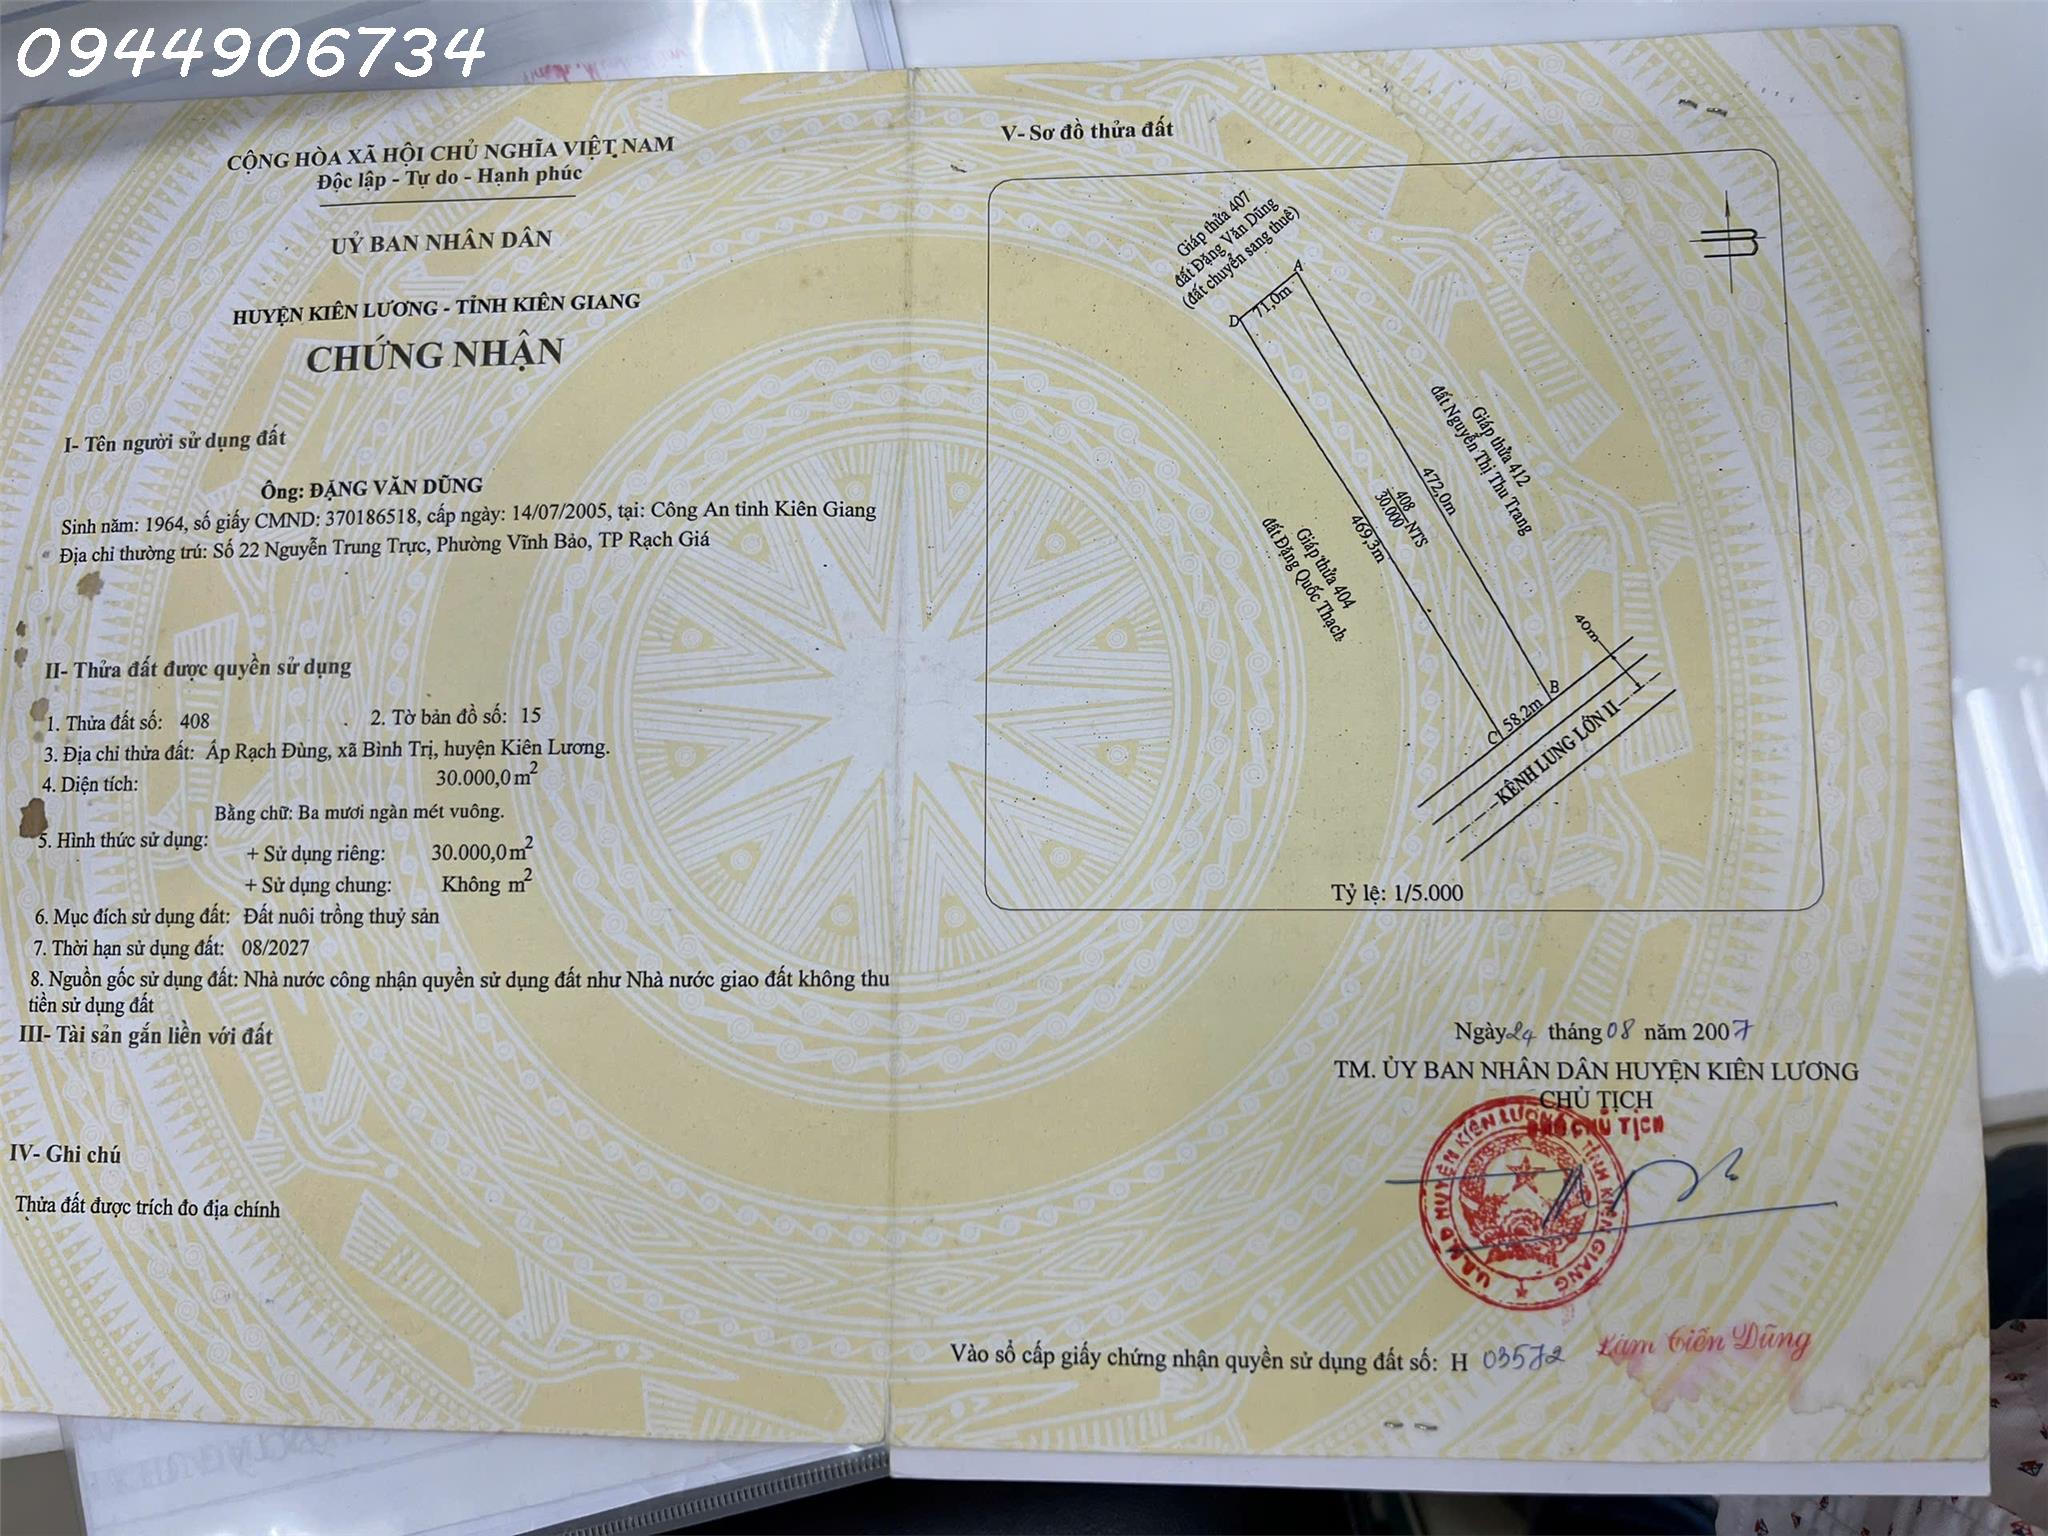 0944906734
CỘNG HÒA XÃ HỘI CHỦ NGHĨA VIỆT NAM
Độc lập - Tự do - Hạnh phúc
UỶ BAN NHÂN DÂN
HUYỆN KIÊN LƯƠNG - TỈNH KIÊN GIANG
CHỨNG NHẬN
I- Tên người sử dụng đất
Ông: ĐẶNG VĂN DŨNG
Sinh năm: 1964, số giấy CMND: 370186518, cấp ngày: 14/07/2005, tại: Công An tỉnh Kiên Giang
Địa chỉ thường trú: Số 22 Nguyễn Trung Trực, Phường Vĩnh Bảo, TP Rạch Giá
II- Thửa đất được quyền sử dụng
1. Thửa đất số: 408 2. Tờ bản đồ số: 15
3. Địa chỉ thửa đất: Ấp Rạch Đùng, xã Bình Trị, huyện Kiên Lương.
4. Diện tích: 30.000,0 m²
Bằng chữ: Ba mươi ngàn mét vuông.
5. Hình thức sử dụng:
+ Sử dụng riêng: 30.000,0 m²
+ Sử dụng chung: Không m²
6. Mục đích sử dụng đất: Đất nuôi trồng thuỷ sản
7. Thời hạn sử dụng đất: 08/2027
8. Nguồn gốc sử dụng đất: Nhà nước công nhận quyền sử dụng đất như Nhà nước giao đất không thu
tiền sử dụng đất
III- Tài sản gắn liền với đất
IV- Ghi chú
Thửa đất được trích đo địa chính
V- Sơ đồ thửa đất
Giáp thửa 407
đất Đặng Văn Dũng
(đất chuyển sang thuê)
A
D
71,0m
Giáp thửa 412
đất Nguyễn Thị Thu Trang
472,0m
408
30.000
NTS
469,3m
Giáp thửa 404
đất Đặng Quốc Thạch
40m
B
58.2m
C
KÊNH LUNG LỚN II
Tỷ lệ: 1/5.000
Ngày 24 tháng 08 năm 2007
TM. ỦY BAN NHÂN DÂN HUYỆN KIÊN LƯƠNG
CHỦ TỊCH
PHÓ CHỦ TỊCH
U.B.N.D HUYỆN KIÊN LƯƠNG TỈNH KIÊN GIANG
Lâm Tiến Dũng
Vào sổ cấp giấy chứng nhận quyền sử dụng đất số: H 03572